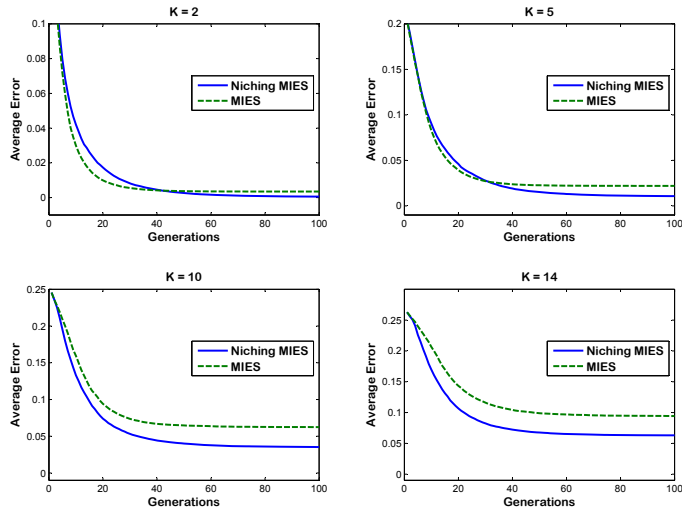 K = 2
0.1
0.08
0.06
0.04
0.02
0
0 20 40 60 80 100
Average Error
Generations
Niching MIES
MIES
K = 5
0.2
0.15
0.1
0.05
0
0 20 40 60 80 100
Average Error
Generations
Niching MIES
MIES
K = 10
0.25
0.2
0.15
0.1
0.05
0
0 20 40 60 80 100
Average Error
Generations
Niching MIES
MIES
K = 14
0.25
0.2
0.15
0.1
0.05
0
0 20 40 60 80 100
Average Error
Generations
Niching MIES
MIES